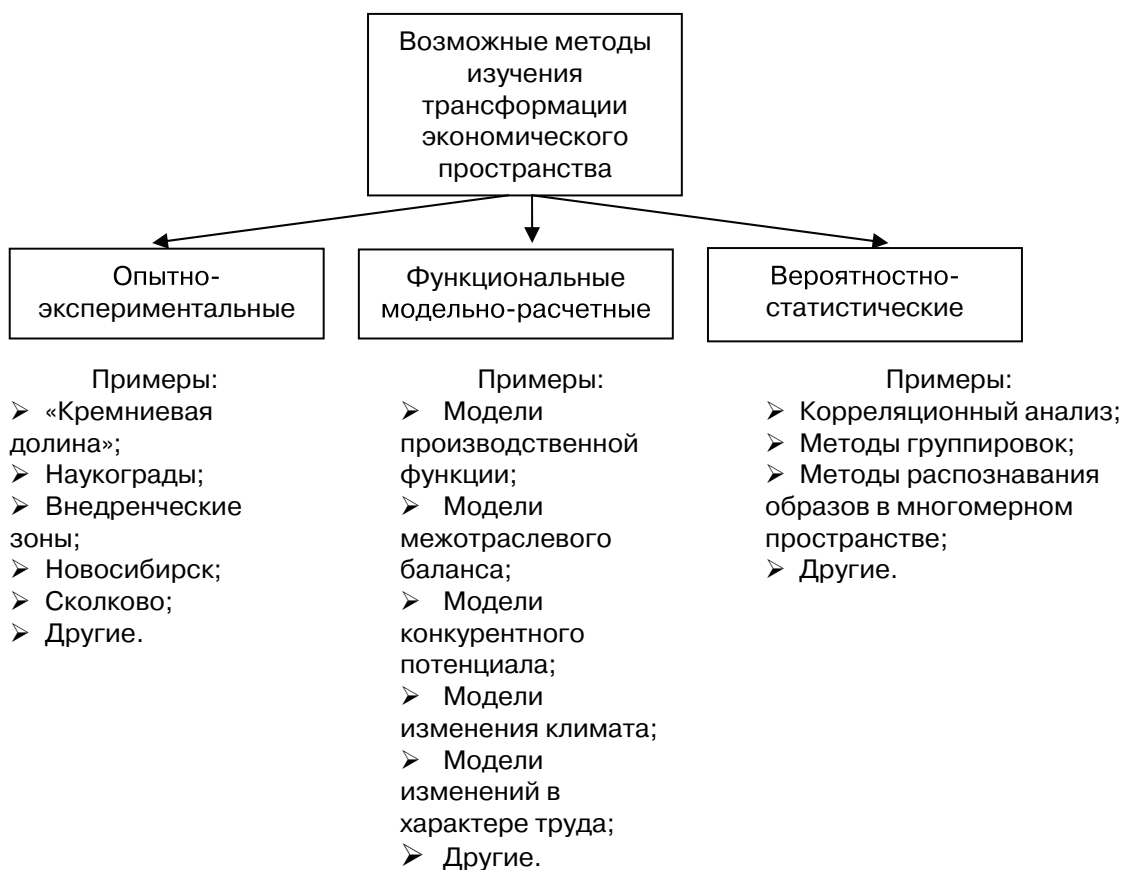 Возможные методы
изучения
трансформации
экономического
пространства
Опытно-
экспериментальные
Функциональные
модельно-расчетные
Вероятностно-
статистические
Примеры:
➢ «Кремниевая
долина»;
➢ Наукограды;
➢ Внедренческие
зоны;
➢ Новосибирск;
➢ Сколково;
➢ Другие.
Примеры:
➢ Модели
производственной
функции;
➢ Модели
межотраслевого
баланса;
➢ Модели
конкурентного
потенциала;
➢ Модели
изменения климата;
➢ Модели
изменений в
характере труда;
➢ Другие.
Примеры:
➢ Корреляционный анализ;
➢ Методы группировок;
➢ Методы распознавания
образов в многомерном
пространстве;
➢ Другие.